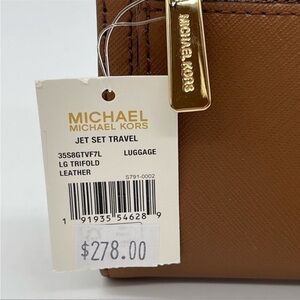 MICHAEL KORS
MICHAEL
MICHAEL KORS
JET SET TRAVEL
35S8GTVF7L LUGGAGE
LG TRIFOLD
LEATHER
S791-0002
1 91935 54628 9
$278.00